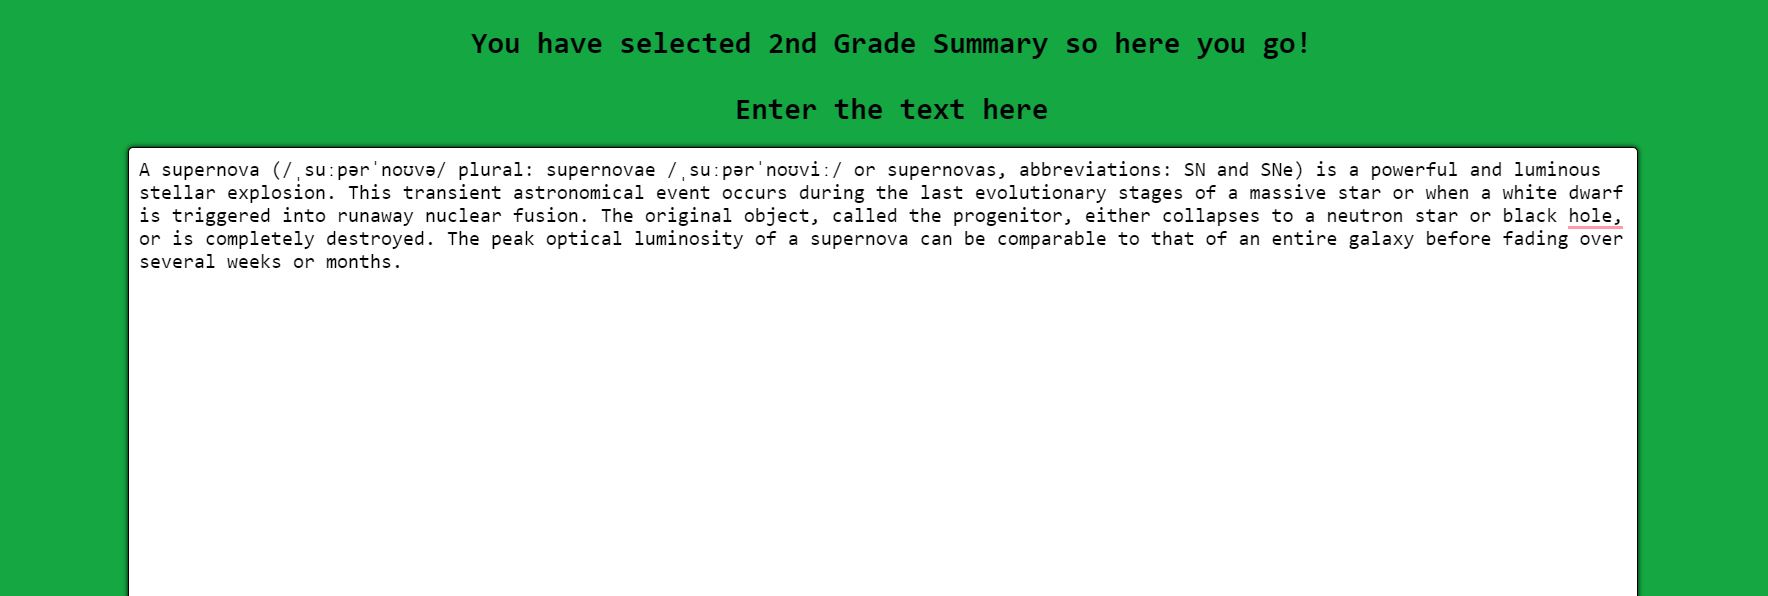 You have selected 2nd Grade Summary so here you go!
Enter the text here
A supernova (/ˌsuːpərˈnoʊvə/ plural: supernovae /ˌsuːpərˈnoʊviː/ or supernovas, abbreviations: SN and SNe) is a powerful and luminous
stellar explosion. This transient astronomical event occurs during the last evolutionary stages of a massive star or when a white dwarf
is triggered into runaway nuclear fusion. The original object, called the progenitor, either collapses to a neutron star or black hole,
or is completely destroyed. The peak optical luminosity of a supernova can be comparable to that of an entire galaxy before fading over
several weeks or months.